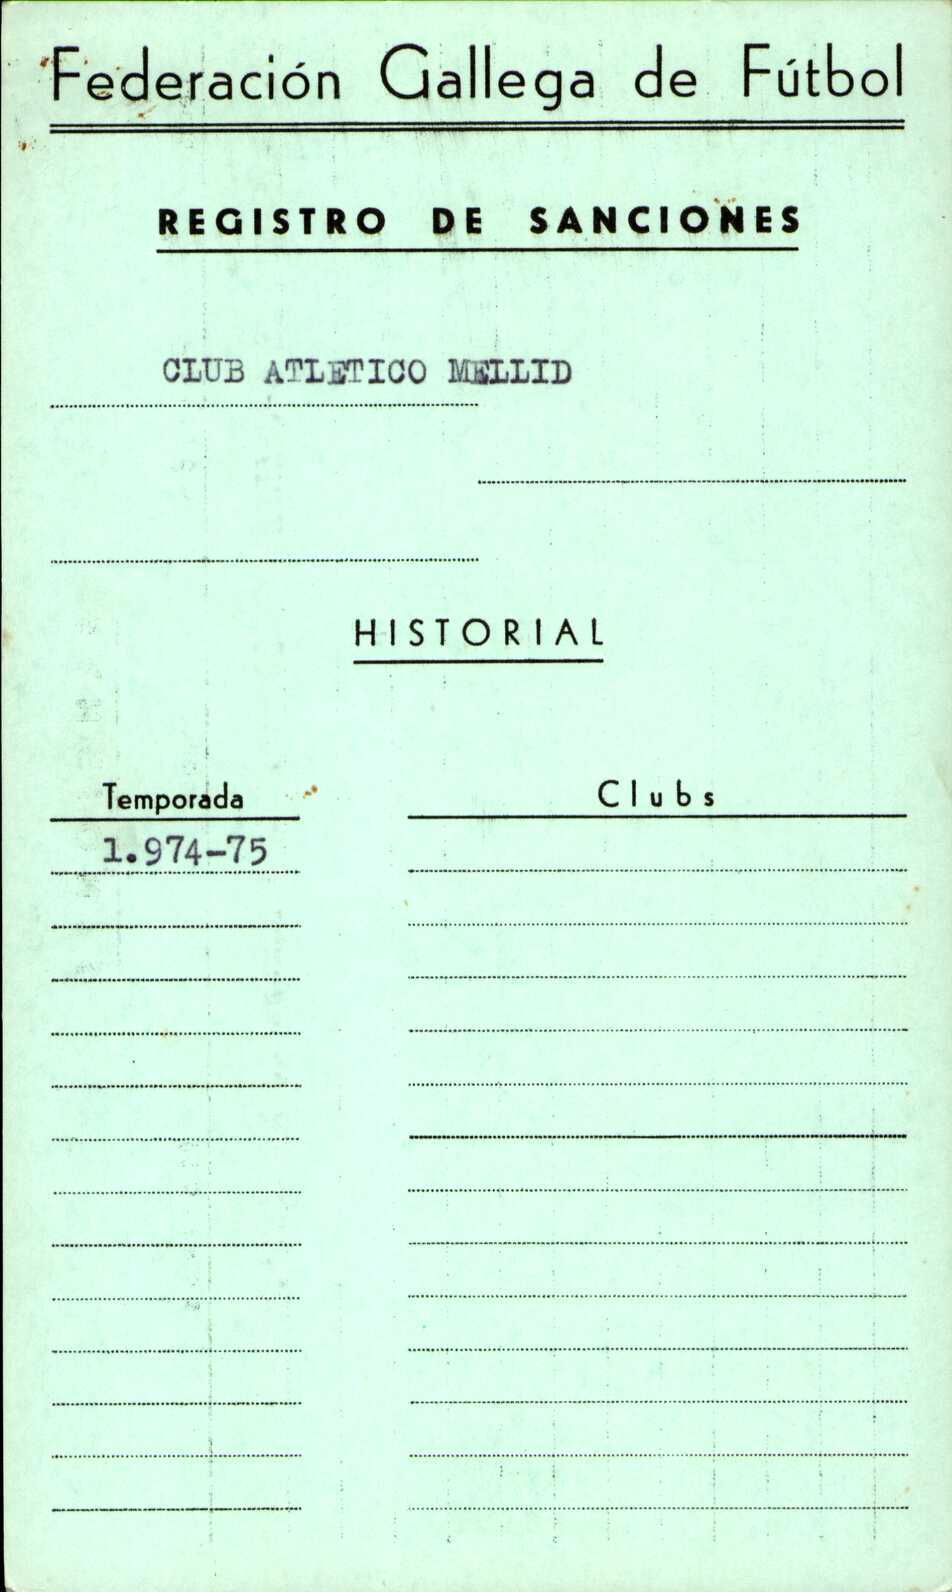 Federación Gallega de Fútbol
REGISTRO DE SANCIONES
CLUB ATLETICO MELLID
HISTORIAL
Temporada Clubs
1.974-75